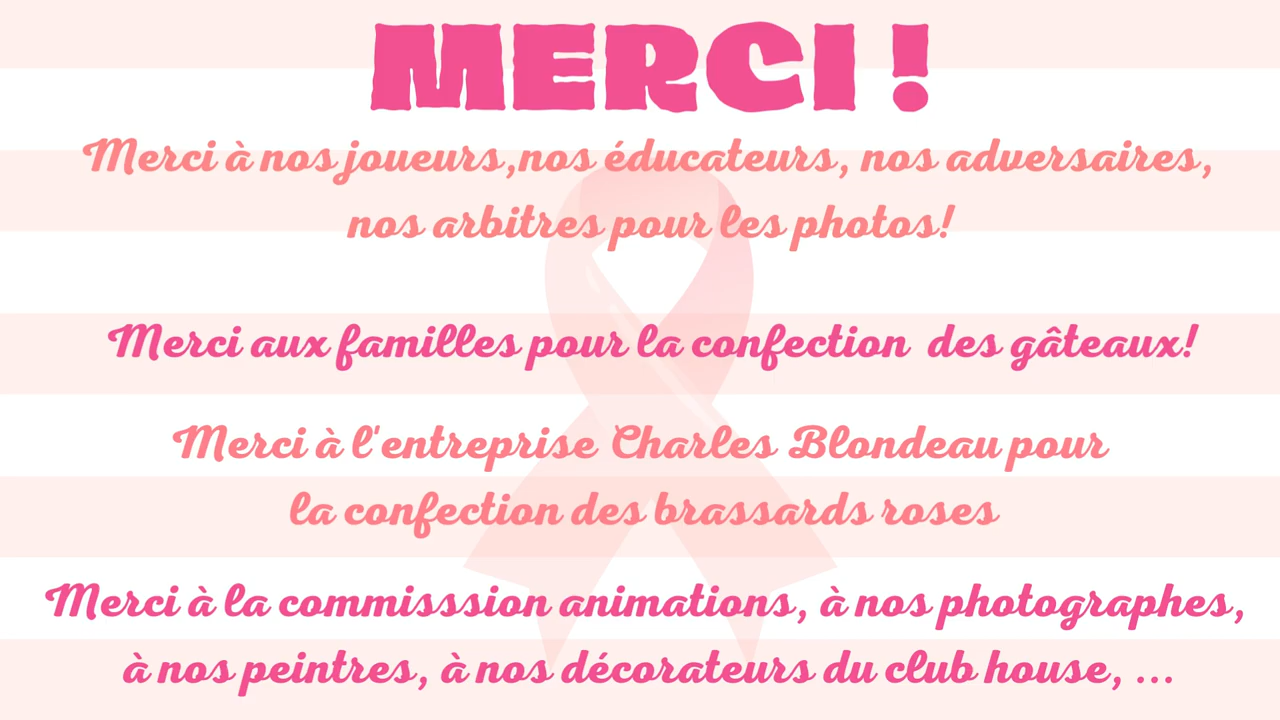 MERCI !
Merci à nos joueurs,nos éducateurs, nos adversaires,
nos arbitres pour les photos!
Merci aux familles pour la confection des gâteaux!
Merci à l'entreprise Charles Blondeau pour
la confection des brassards roses
Merci à la commisssion animations, à nos photographes,
à nos peintres, à nos décorateurs du club house, ...